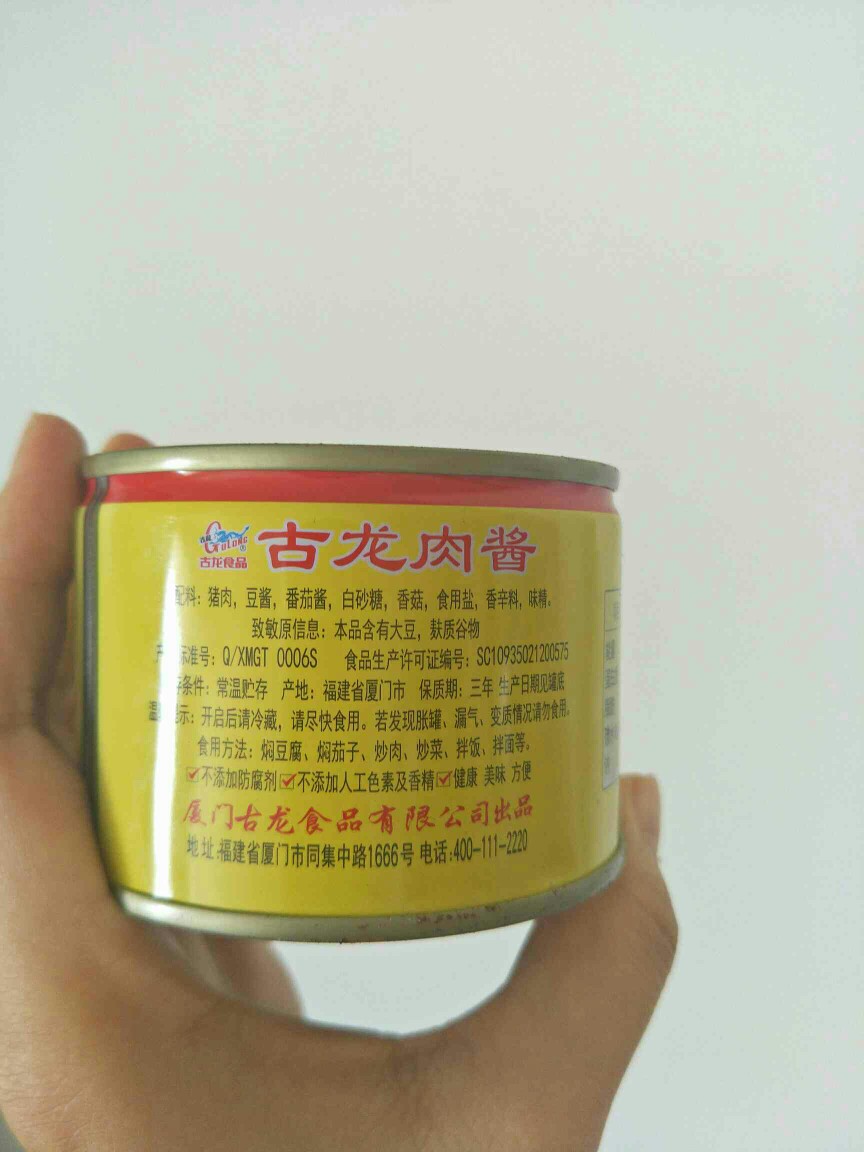 GULONG
古龙食品
古龙肉酱
配料：猪肉，豆酱，番茄酱，白砂糖，香菇，食用盐，香辛料，味精。
致敏原信息：本品含有大豆，麸质谷物
标准号：Q/XMGT 0006S 食品生产许可证编号：SC10935021200575
存条件：常温贮存 产地：福建省厦门市 保质期：三年 生产日期见罐底
温 提示：开启后请冷藏，请尽快食用。若发现胀罐、漏气、变质情况请勿食用。
食用方法：焖豆腐、焖茄子、炒肉、炒菜、拌饭、拌面等。
不添加防腐剂 不添加人工色素及香精 健康 美味 方便
厦门古龙食品有限公司出品
地址：福建省厦门市同集中路1666号 电话：400-111-2220